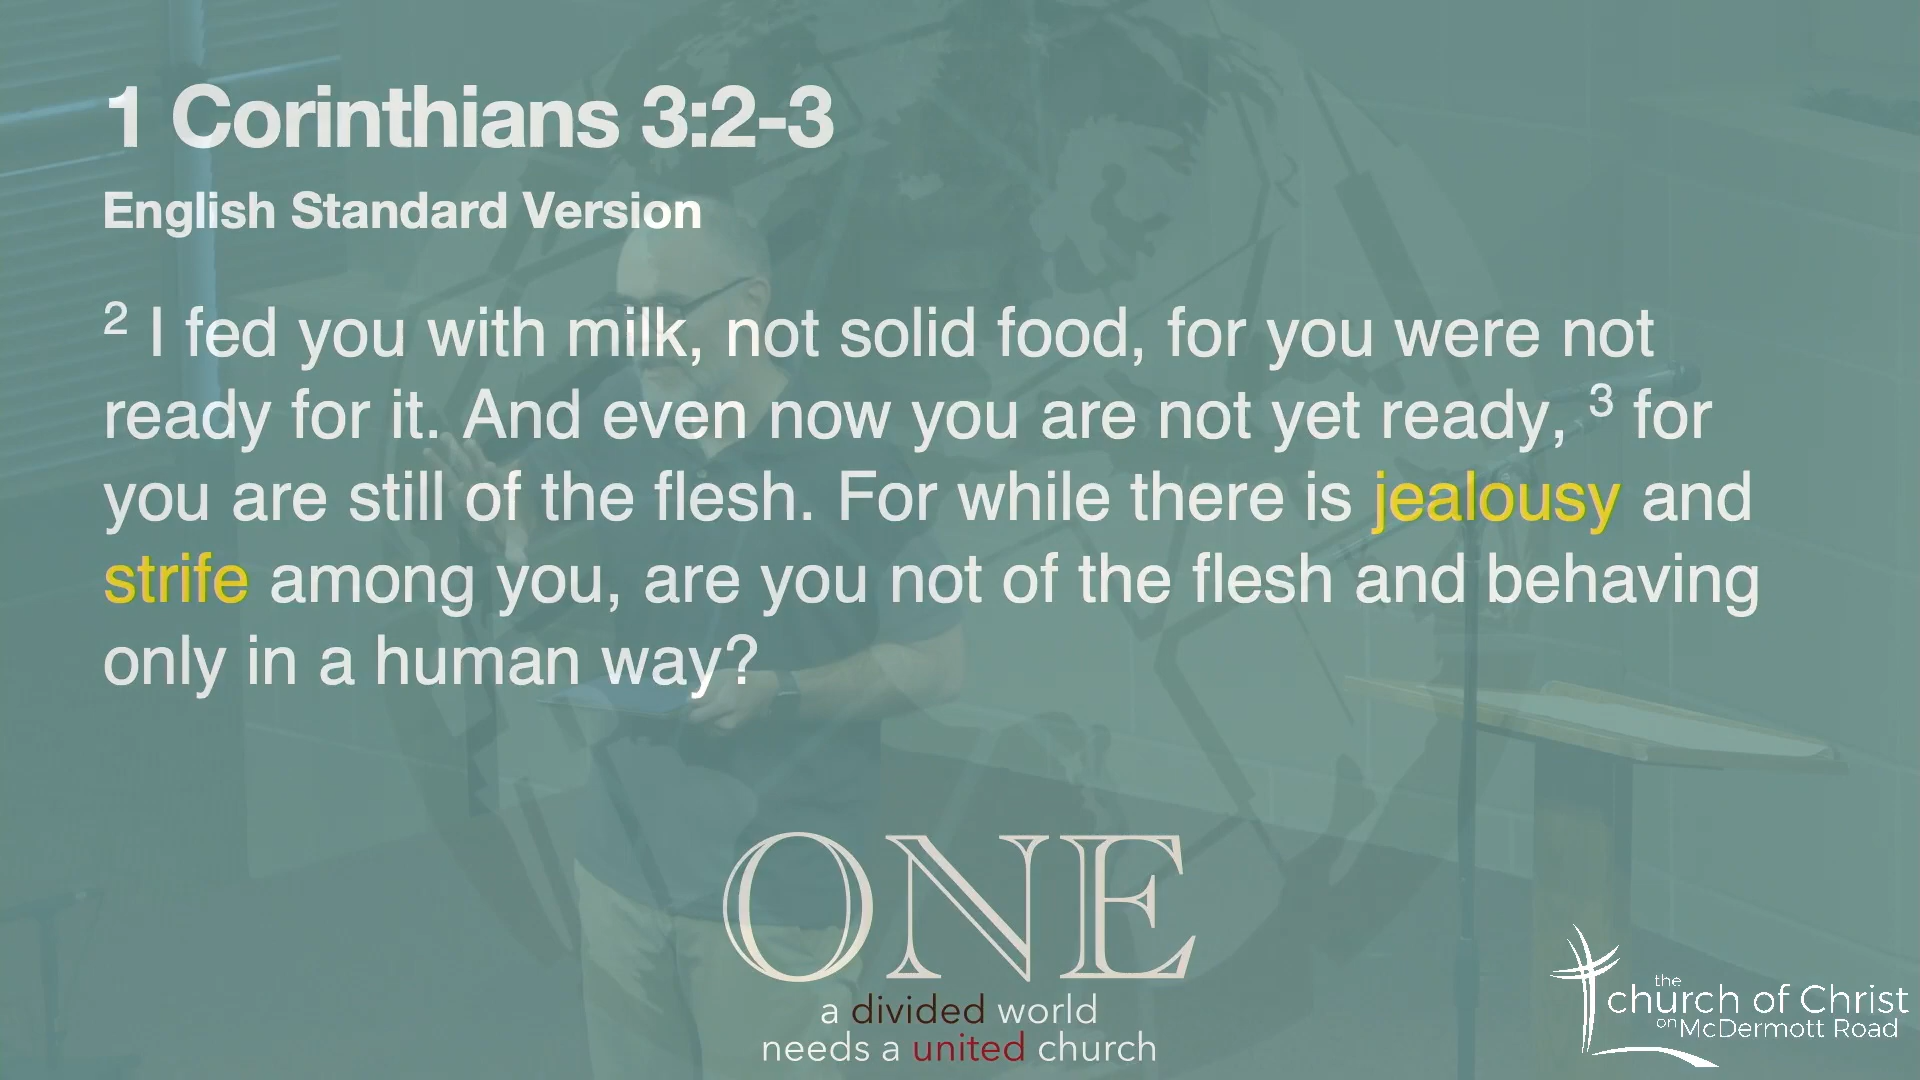 1 Corinthians 3:2-3
English Standard Version
2 I fed you with milk, not solid food, for you were not
ready for it. And even now you are not yet ready, 3 for
you are still of the flesh. For while there is jealousy and
strife among you, are you not of the flesh and behaving
only in a human way?
ONE
a divided world
needs a united church
the
church of Christ
on McDermott Road